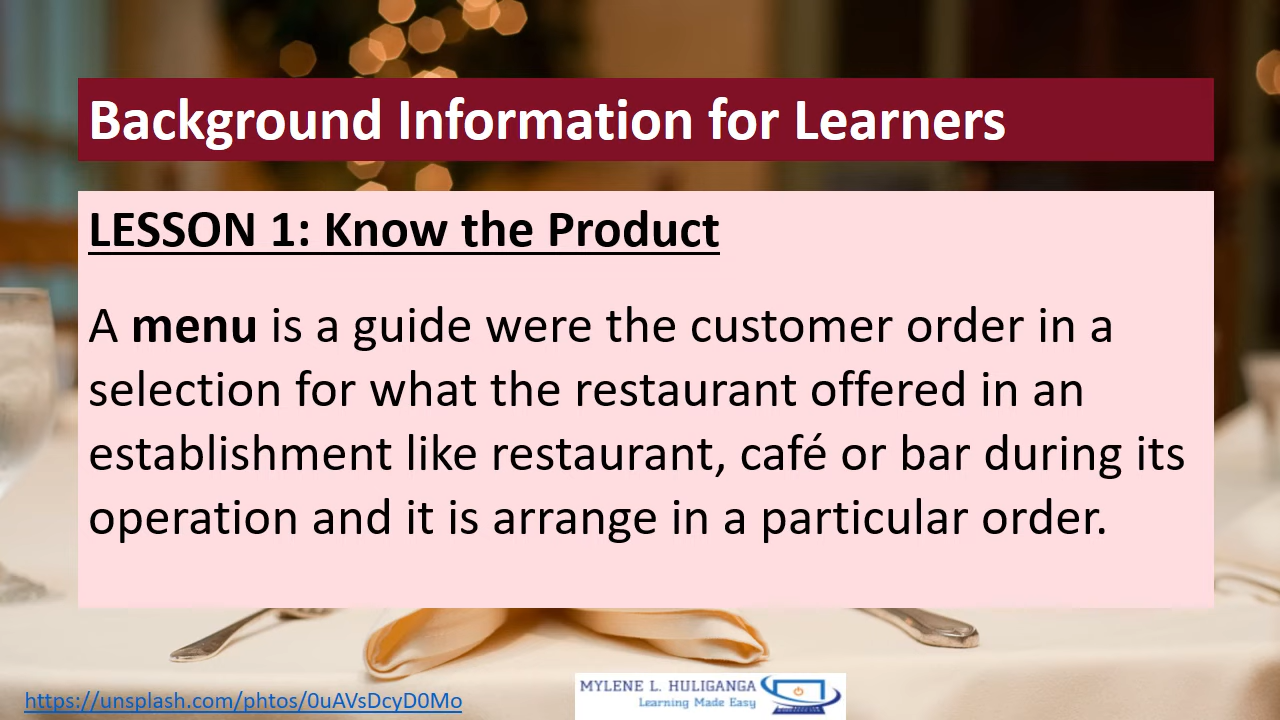 Background Information for Learners
LESSON 1: Know the Product
A menu is a guide were the customer order in a
selection for what the restaurant offered in an
establishment like restaurant, café or bar during its
operation and it is arrange in a particular order.
https://unsplash.com/phtos/0uAVsDcyD0Mo
MYLENE L. HULIGANGA
Learning Made Easy